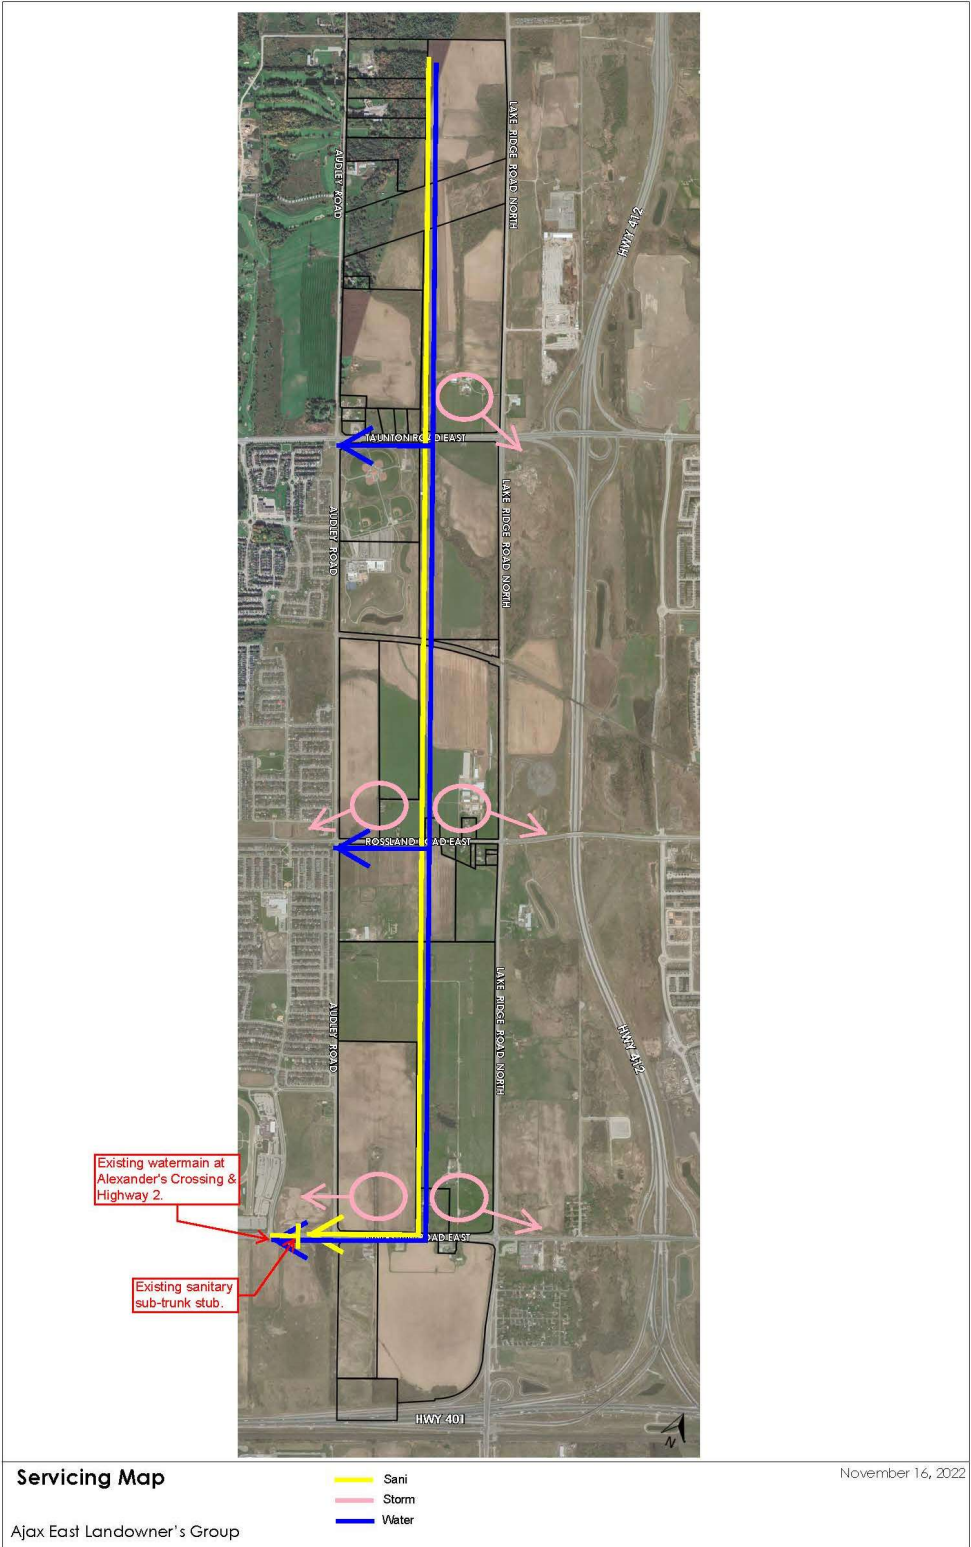 LAKE RIDGE ROAD NORTH
AUDLEY ROAD
HWY 412
TAUNTON ROAD EAST
LAKE RIDGE ROAD NORTH
AUDLEY ROAD
ROSSLAND ROAD EAST
LAKE RIDGE ROAD NORTH
AUDLEY ROAD
HWY 412
Existing watermain at
Alexander's Crossing &
Highway 2.
ROAD EAST
Existing sanitary
sub-trunk stub.
HWY 401
N
Servicing Map
Sani
November 16, 2022
Storm
Water
Ajax East Landowner's Group